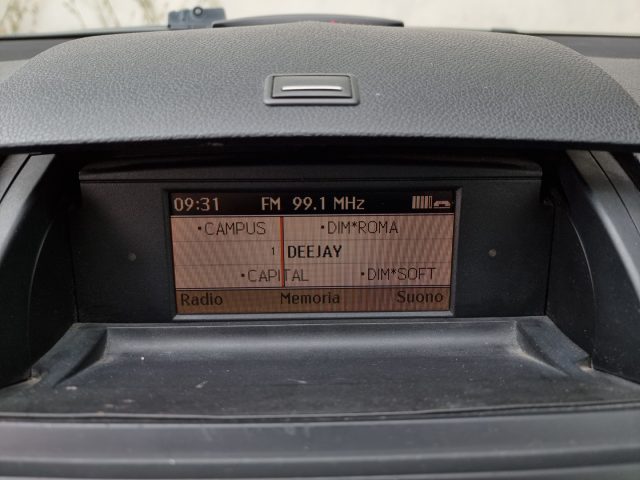 09:31 FM 99.1 MHz
•CAMPUS •DIM*ROMA
1 DEEJAY
•CAPITAL •DIM*SOFT
Radio Memoria Suono